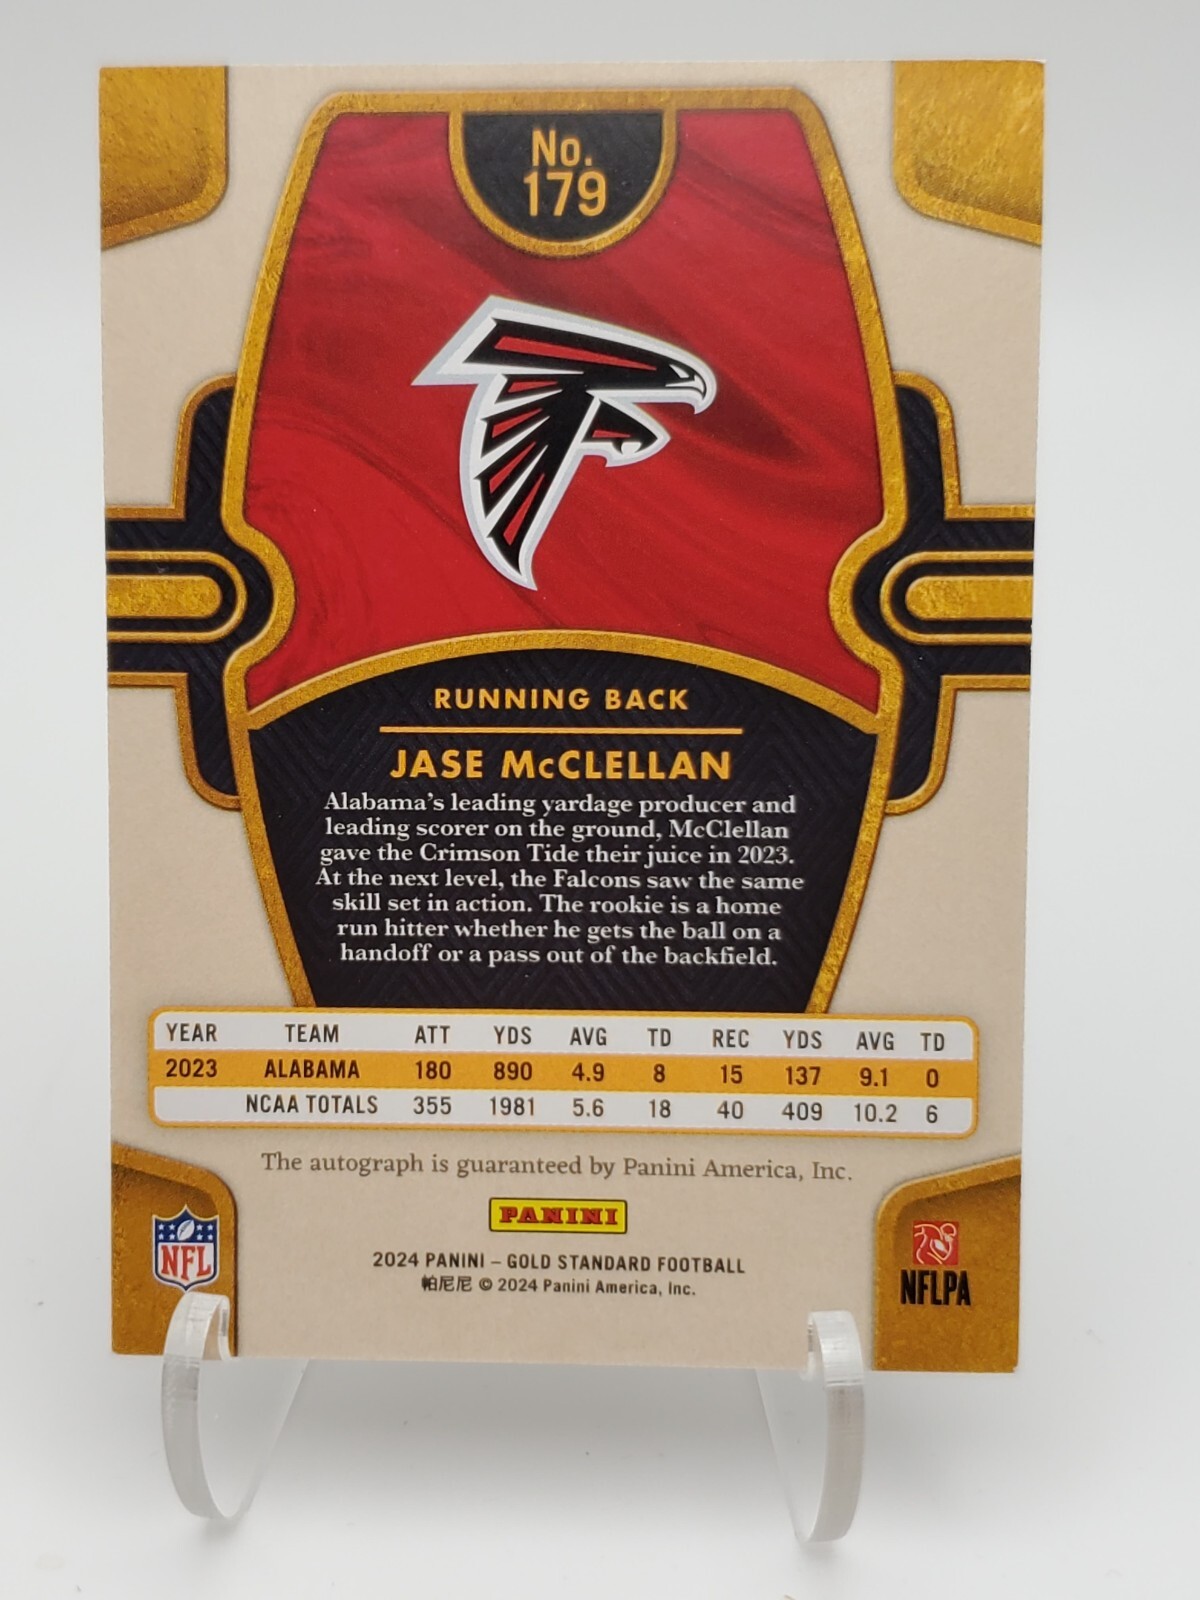 No.
179
RUNNING BACK
JASE McCLELLAN
Alabama's leading yardage producer and
leading scorer on the ground, McClellan
gave the Crimson Tide their juice in 2023.
At the next level, the Falcons saw the same
skill set in action. The rookie is a home
run hitter whether he gets the ball on a
handoff or a pass out of the backfield.
YEAR TEAM ATT YDS AVG TD REC YDS AVG TD
2023 ALABAMA 180 890 4.9 8 15 137 9.1 0
NCAA TOTALS 355 1981 5.6 18 40 409 10.2 6
The autograph is guaranteed by Panini America, Inc.
PANINI
NFL
NFLPA
2024 PANINI – GOLD STANDARD FOOTBALL
帕尼尼 © 2024 Panini America, Inc.